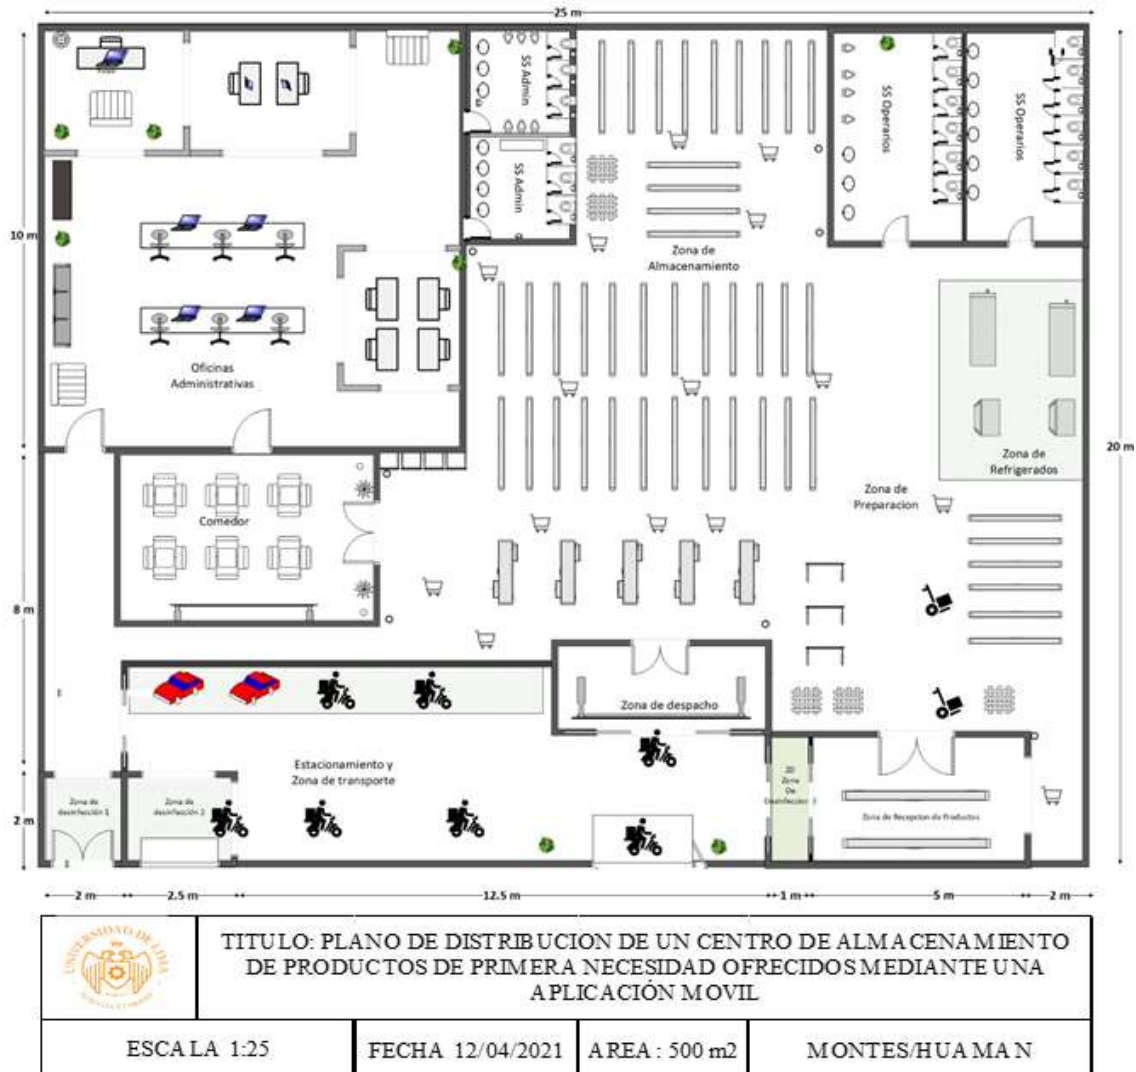 25 m
SS Admin
SS Operarios
SS Operarios
SS Admin
10 m
Zona de
Almacenamiento
Oficinas
Administrativas
20 m
Zona de
Refrigerados
Zona de
Preparacion
Comedor
8 m
Zona de despacho
Estacionamiento y
Zona de transporte
Zona de
desinfección 1
Zona de
desinfección 2
2 m
Zona
De
Zona de Recepcion de Productos
2 m
2.5 m
12.5 m
1 m
5 m
2 m
UNIVERSIDAD DE LIMA
TITULO: PLANO DE DISTRIBUCION DE UN CENTRO DE ALMACENAMIENTO
DE PRODUCTOS DE PRIMERA NECESIDAD OFRECIDOS MEDIANTE UNA
APLICACIÓN MOVIL
ESCALA 1:25
FECHA 12/04/2021
AREA : 500 m2
MONTES/HUAMAN